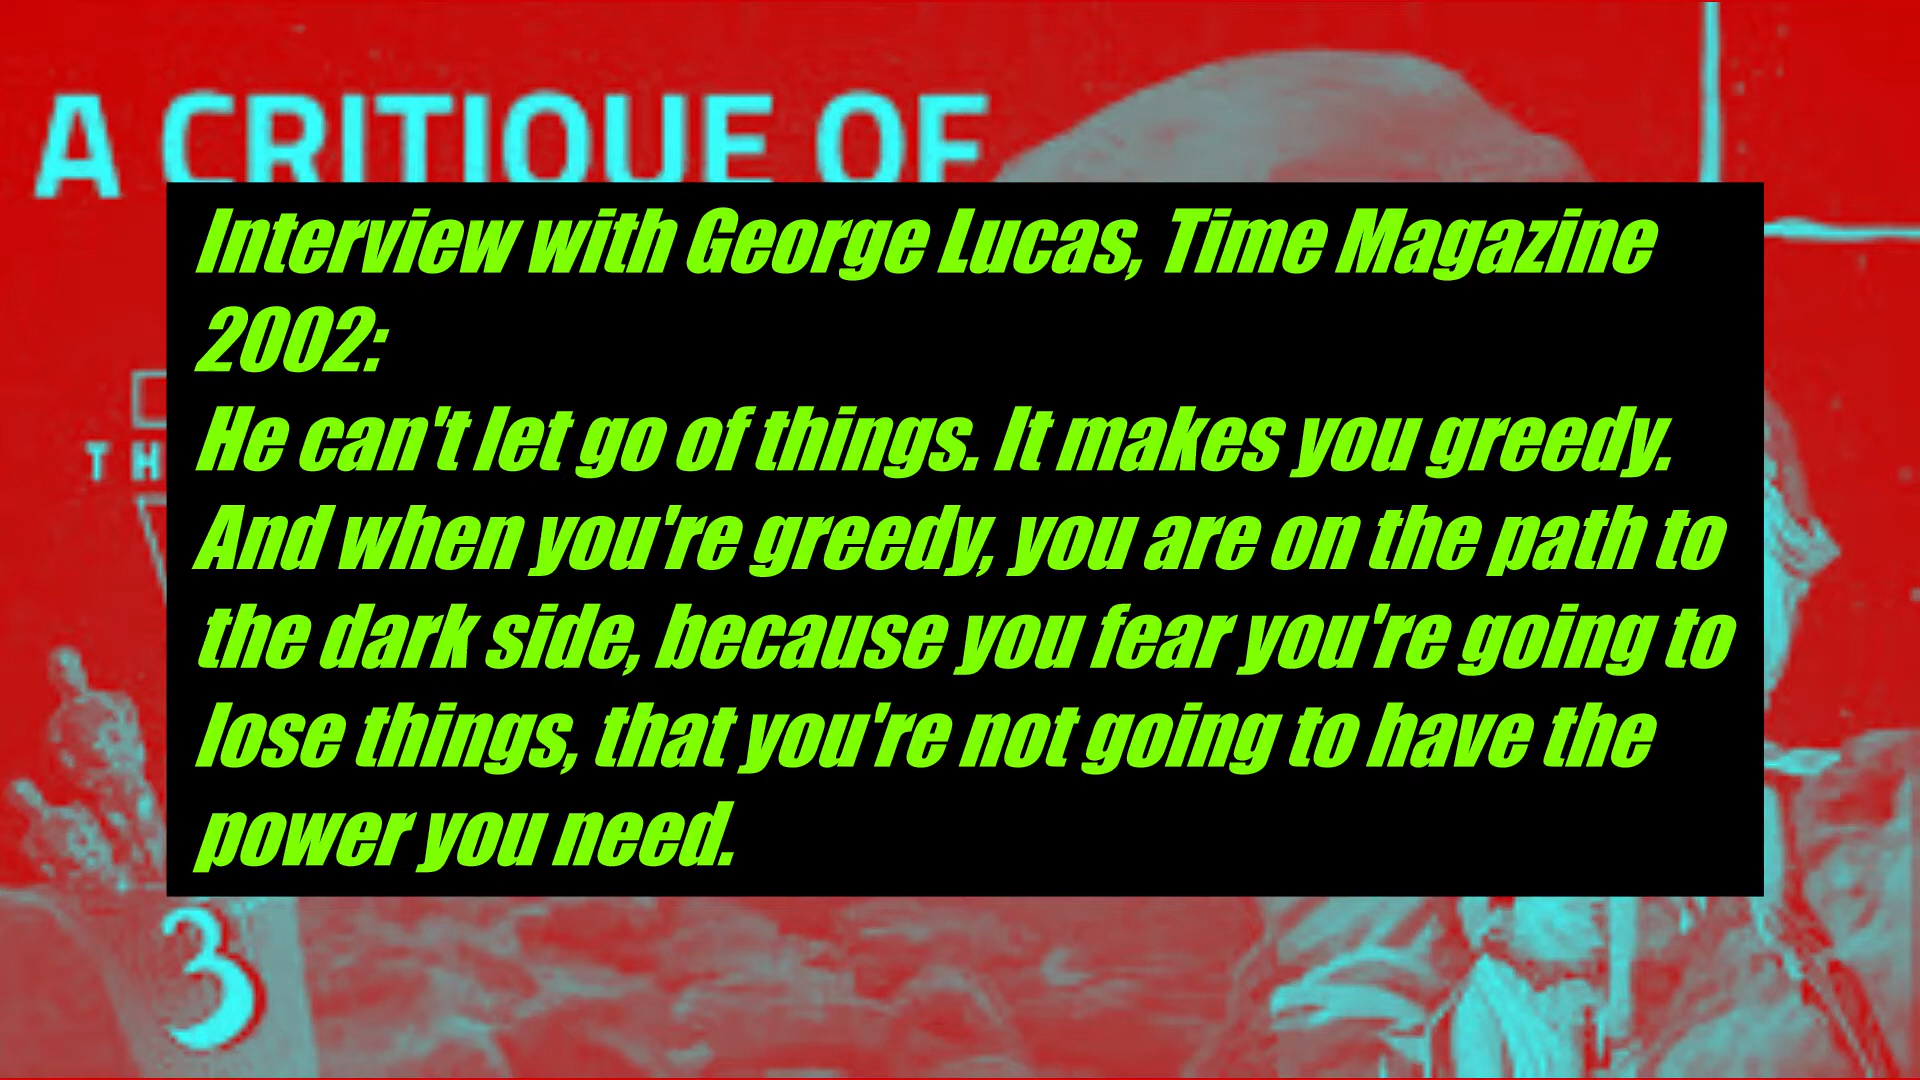 A CRITIQUE OF
Interview with George Lucas, Time Magazine
2002:
He can't let go of things. It makes you greedy.
And when you're greedy, you are on the path to
the dark side, because you fear you're going to
lose things, that you're not going to have the
power you need.
TH
3